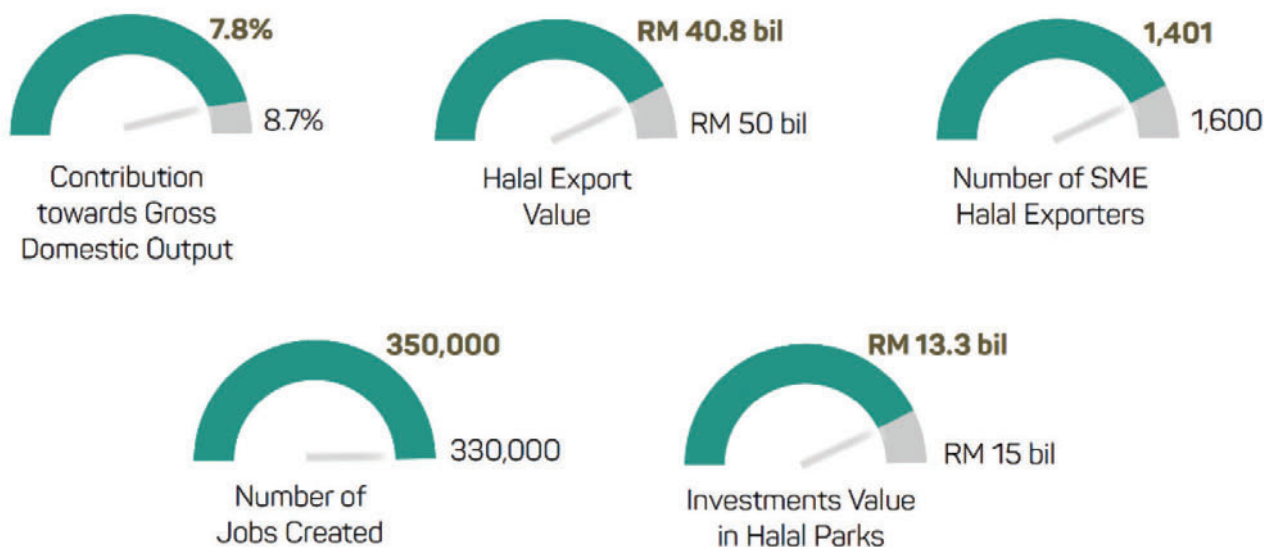 7.8%
8.7%
Contribution
towards Gross
Domestic Output
RM 40.8 bil
RM 50 bil
Halal Export
Value
1,401
1,600
Number of SME
Halal Exporters
350,000
330,000
Number of
Jobs Created
RM 13.3 bil
RM 15 bil
Investments Value
in Halal Parks